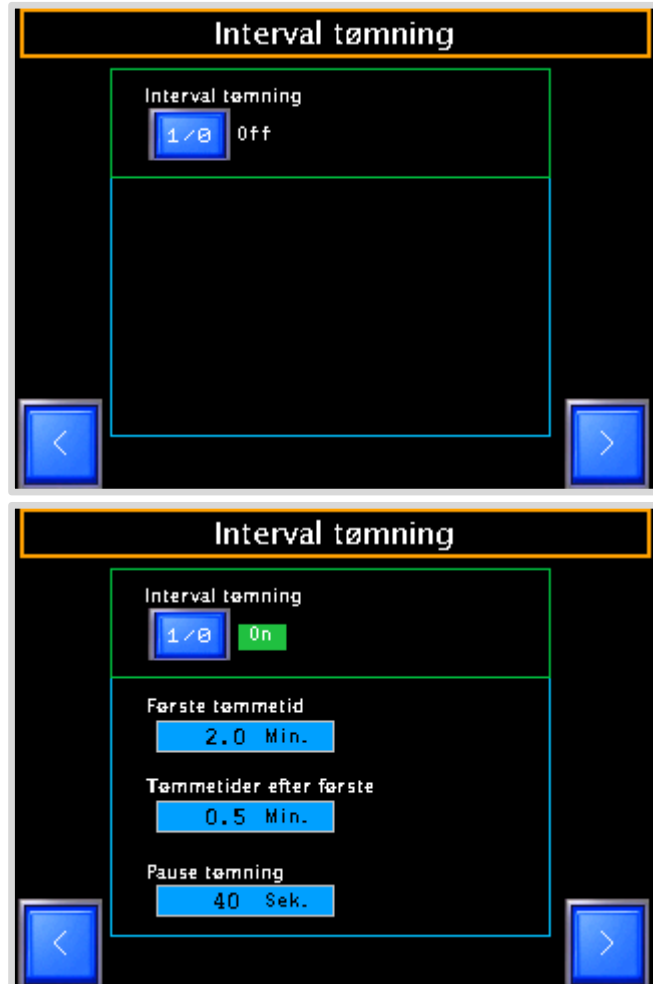 Interval tømning
Interval tømning
1/0 Off
<
>
Interval tømning
Interval tømning
1/0 On
Første tømmetid
2.0 Min.
Tømmetider efter første
0.5 Min.
Pause tømning
40 Sek.
<
>